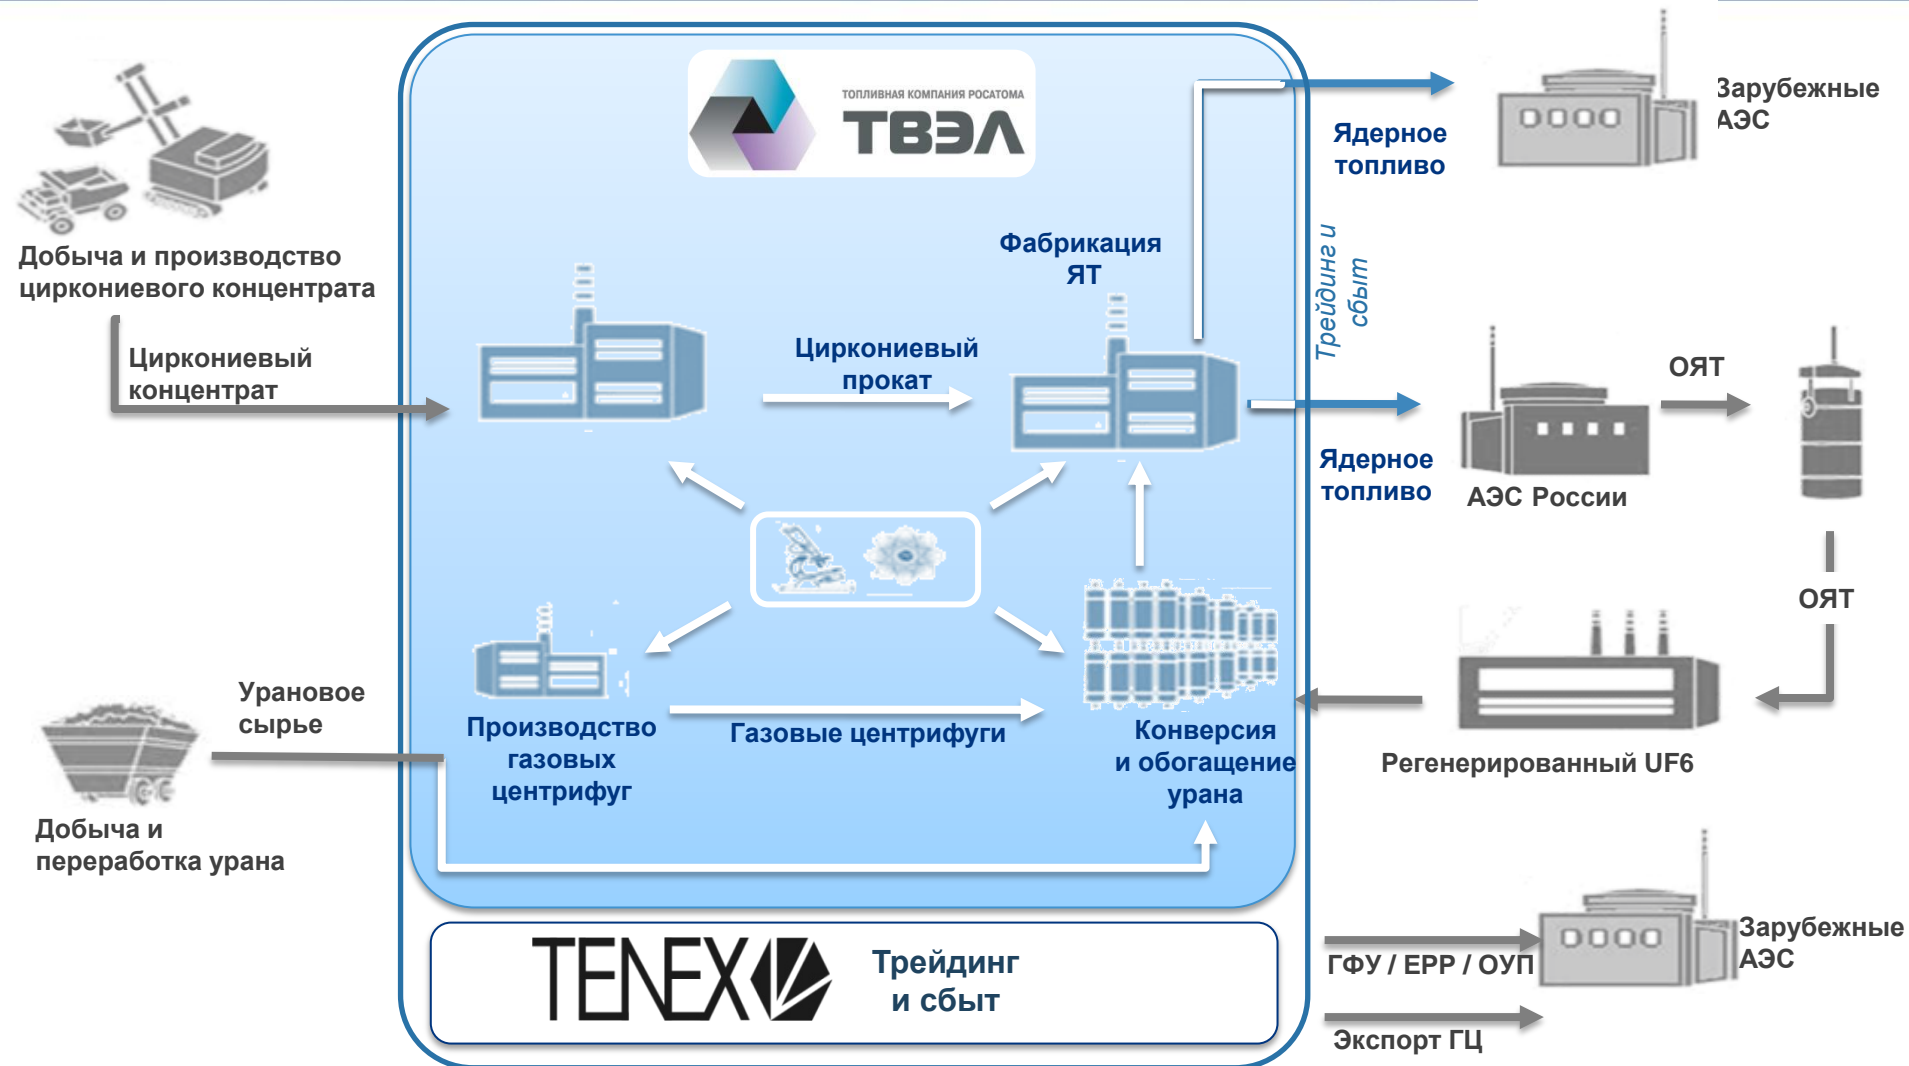 ТОПЛИВНАЯ КОМПАНИЯ РОСАТОМА
ТВЭЛ
Зарубежные
АЭС
Ядерное
топливо
Добыча и производство
циркониевого концентрата
Фабрикация
ЯТ
Трейдинг и
сбыт
Циркониевый
концентрат
Циркониевый
прокат
ОЯТ
Ядерное
топливо
АЭС России
ОЯТ
Урановое
сырье
Производство
газовых
центрифуг
Газовые центрифуги
Конверсия
и обогащение
урана
Регенерированный UF6
Добыча и
переработка урана
TENEX
Трейдинг
и сбыт
ГФУ / ЕРР / ОУП
Зарубежные
АЭС
Экспорт ГЦ